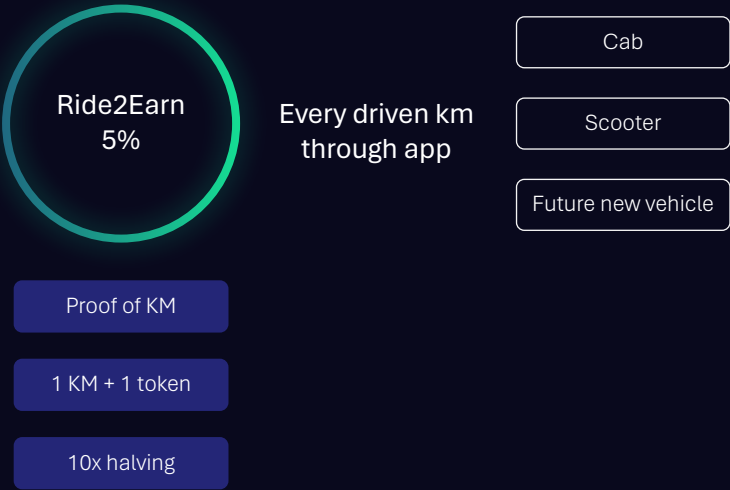 Ride2Earn
5%
Every driven km
through app
Cab
Scooter
Future new vehicle
Proof of KM
1 KM + 1 token
10x halving